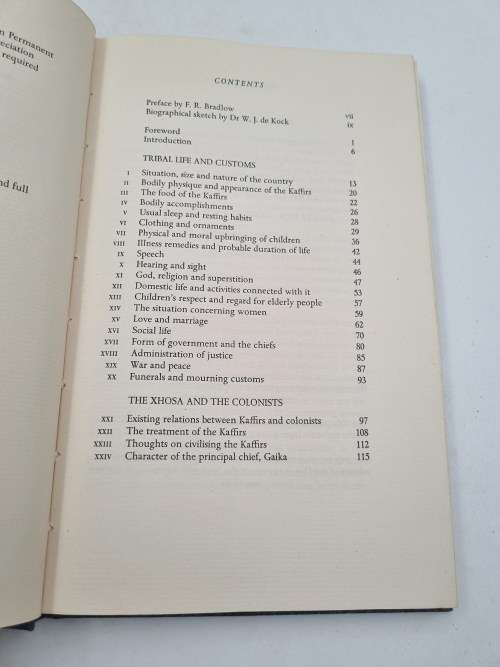 n Permanent
eciation
required
nd full
CONTENTS
Preface by F. R. Bradlow vii
Biographical sketch by Dr W. J. de Kock ix
Foreword 1
Introduction 6
TRIBAL LIFE AND CUSTOMS
I Situation, size and nature of the country 13
II Bodily physique and appearance of the Kaffirs 20
III The food of the Kaffirs 22
IV Bodily accomplishments 26
V Usual sleep and resting habits 28
VI Clothing and ornaments 29
VII Physical and moral upbringing of children 36
VIII Illness remedies and probable duration of life 42
IX Speech 44
X Hearing and sight 46
XI God, religion and superstition 47
XII Domestic life and activities connected with it 53
XIII Children's respect and regard for elderly people 57
XIV The situation concerning women 59
XV Love and marriage 62
XVI Social life 70
XVII Form of government and the chiefs 80
XVIII Administration of justice 85
XIX War and peace 87
XX Funerals and mourning customs 93
THE XHOSA AND THE COLONISTS
XXI Existing relations between Kaffirs and colonists 97
XXII The treatment of the Kaffirs 108
XXIII Thoughts on civilising the Kaffirs 112
XXIV Character of the principal chief, Gaika 115